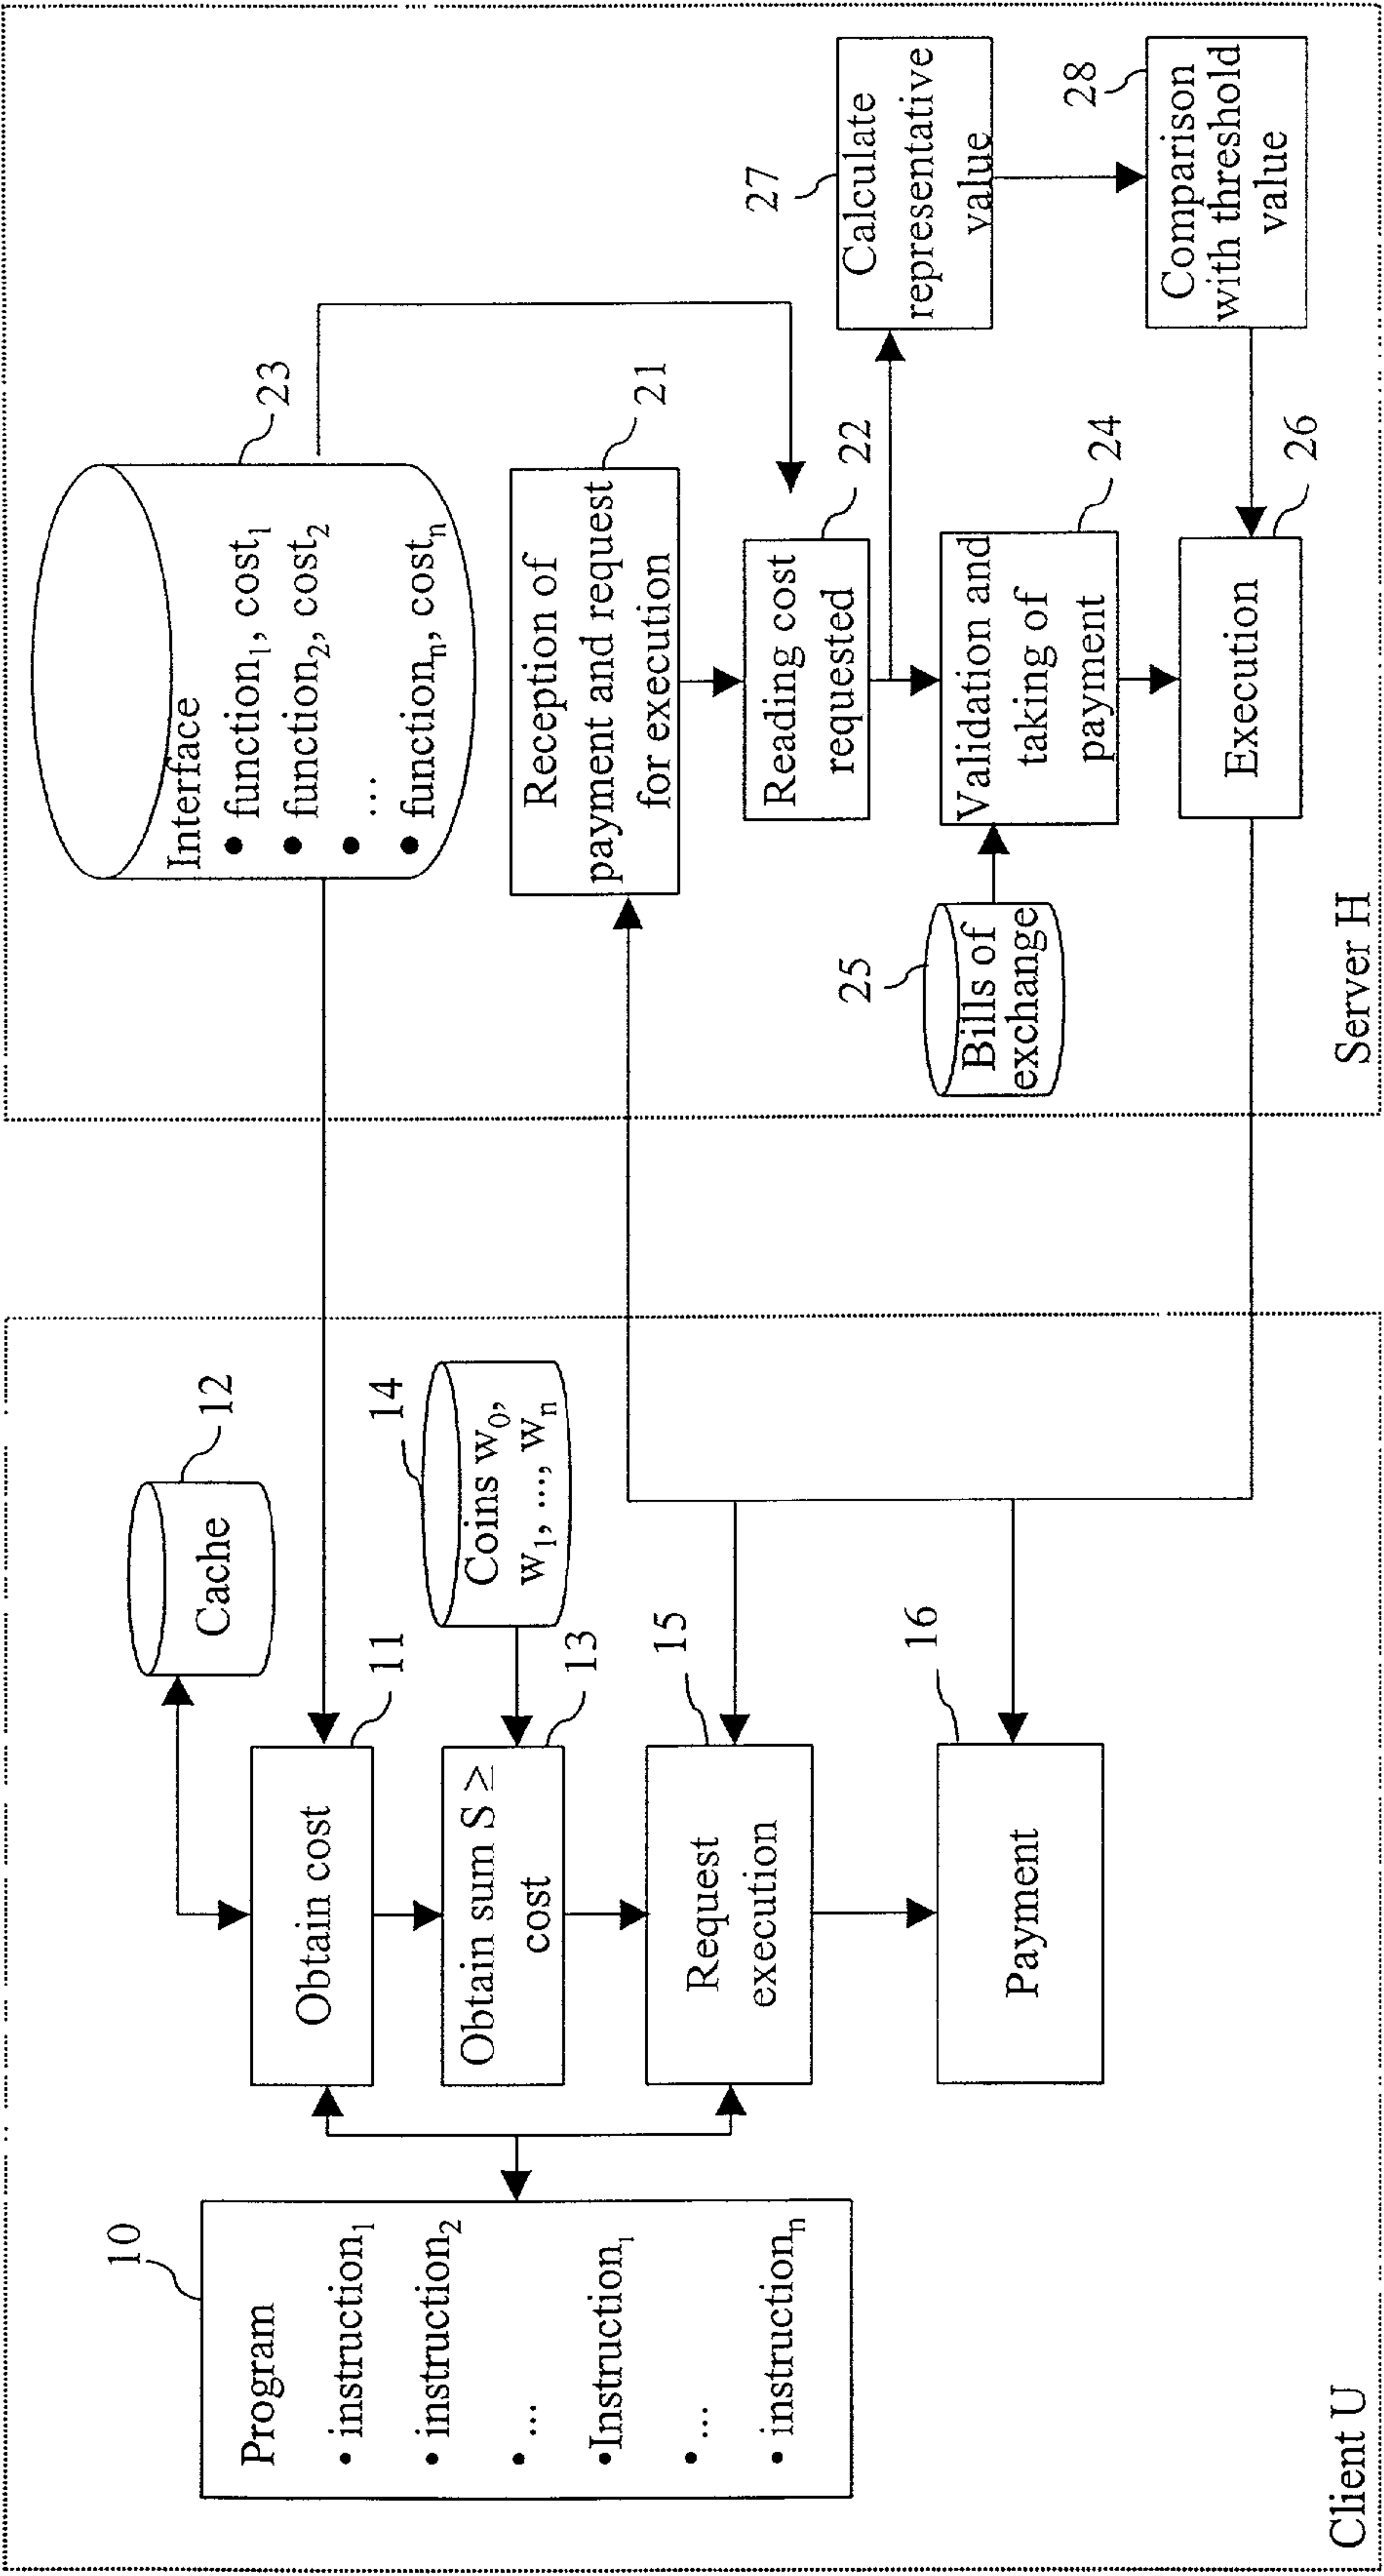 Client U
10
Program
• instruction1
• instruction2
• ...
•Instruction1
• ...
• instructionn
Cache
12
Obtain cost
11
Coins w0,
w1, ..., wn
14
Obtain sum S ≥
cost
13
Request
execution
15
Payment
16
Server H
Interface
• function1, cost1
• function2, cost2
• ...
• functionn, costn
23
Reception of
payment and request
for execution
21
Reading cost
requested
22
Calculate
representative
value
27
Bills of
exchange
25
Validation and
taking of
payment
24
Comparison
with threshold
value
28
Execution
26